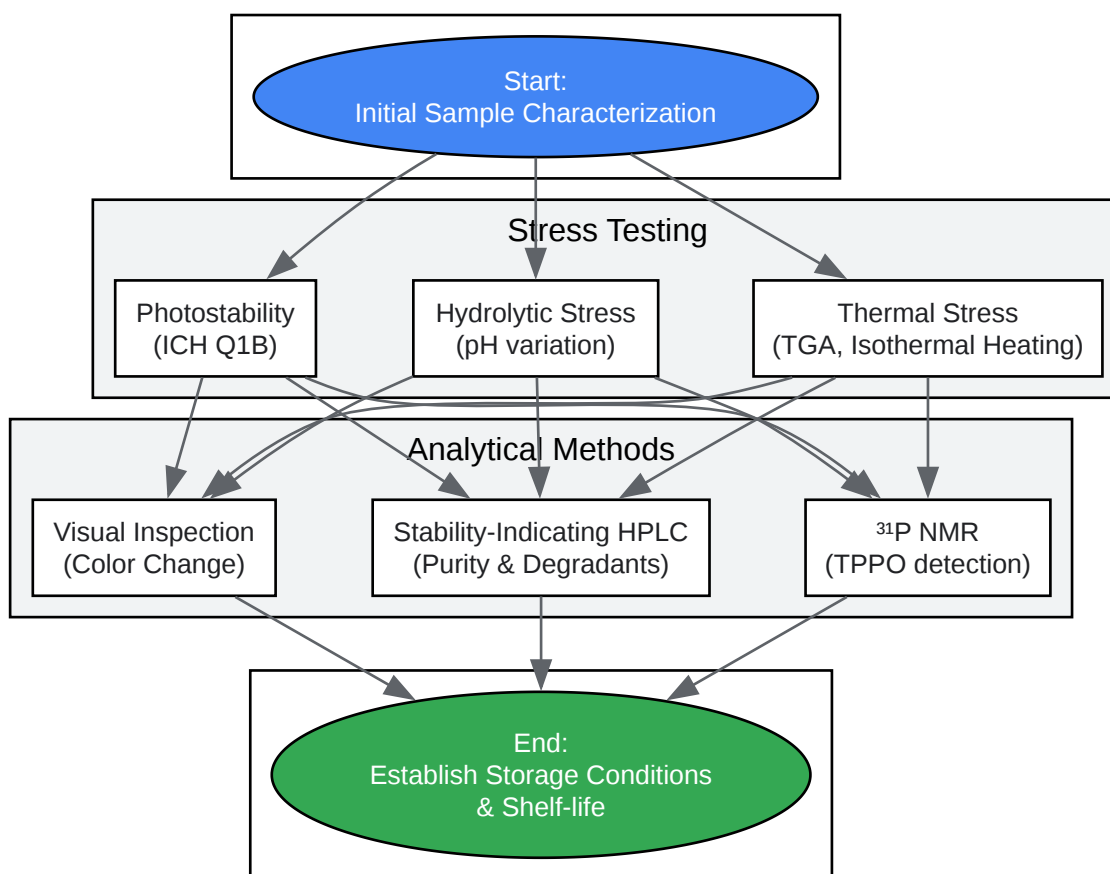 Start:
Initial Sample Characterization
Stress Testing
Photostability
(ICH Q1B)
Hydrolytic Stress
(pH variation)
Thermal Stress
(TGA, Isothermal Heating)
Analytical Methods
Visual Inspection
(Color Change)
Stability-Indicating HPLC
(Purity & Degradants)
³¹P NMR
(TPPO detection)
End:
Establish Storage Conditions
& Shelf-life